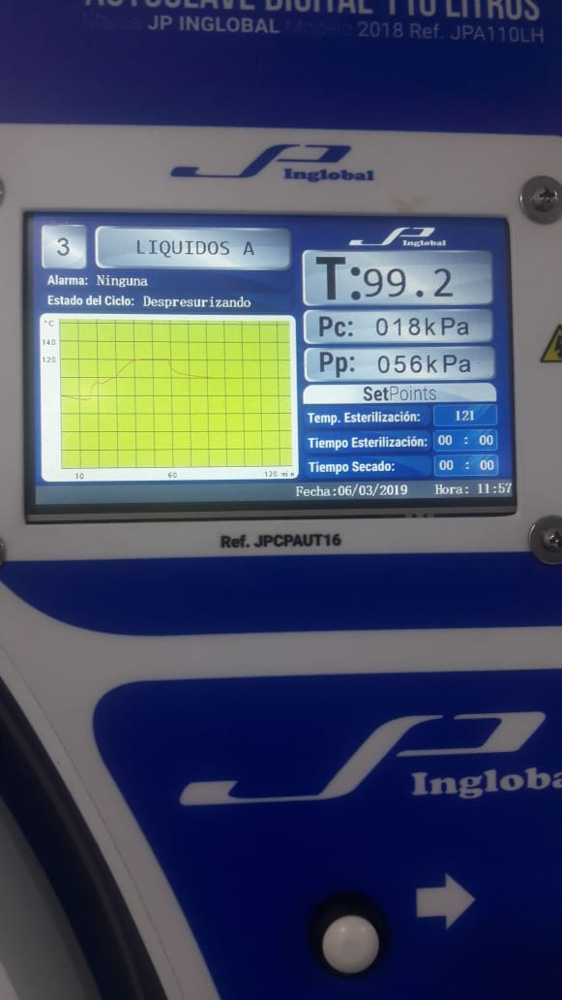 AUTOCLAVE DIGITAL 110 LITROS
Marca JP INGLOBAL Modelo 2018 Ref. JPA110LH
JP Inglobal
3 LIQUIDOS A
JP Inglobal
Alarma: Ninguna
Estado del Ciclo: Despresurizando
T:99.2
Pc: 018kPa
Pp: 056kPa
°C
140
120
10 60 120 min
SetPoints
Temp. Esterilización: 121
Tiempo Esterilización: 00 : 00
Tiempo Secado: 00 : 00
Fecha:06/03/2019 Hora: 11:57
Ref. JPCPAUT16
JP Ingloba